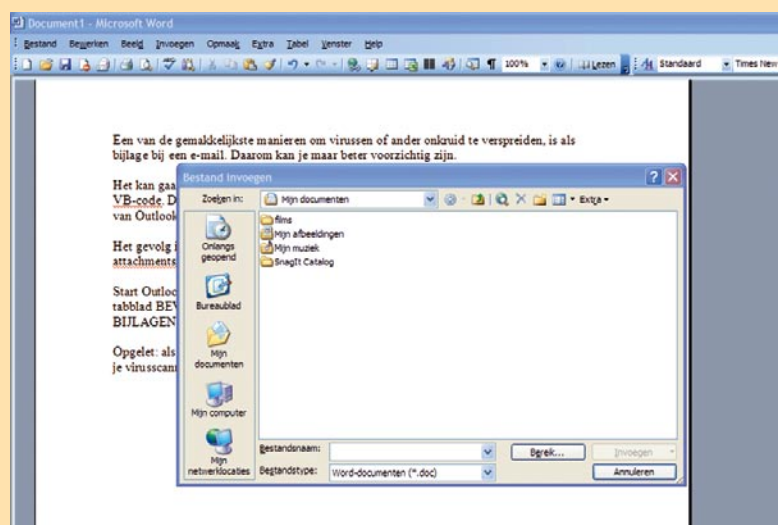 Document1 - Microsoft Word
Bestand Bewerken Beeld Invoegen Opmaak Extra Tabel Venster Help
100% Lezen Standaard Times New
Een van de gemakkelijkste manieren om virussen of ander onkruid te verspreiden, is als
bijlage bij een e-mail. Daarom kan je maar beter voorzichtig zijn.
Het kan gaa
VB-code. D
van Outlook
Het gevolg i
attachments
Start Outloo
tabblad BEV
BIJLAGEN
Opgelet: als
je virusscan
Bestand Invoegen
Zoeken in: Mijn documenten Extra
films
Mijn afbeeldingen
Mijn muziek
SnagIt Catalog
Onlangs
geopend
Bureaublad
Mijn
documenten
Mijn computer
Mijn
netwerklocaties
Bestandsnaam: Bereik... Invoegen
Bestandstype: Word-documenten (*.doc) Annuleren